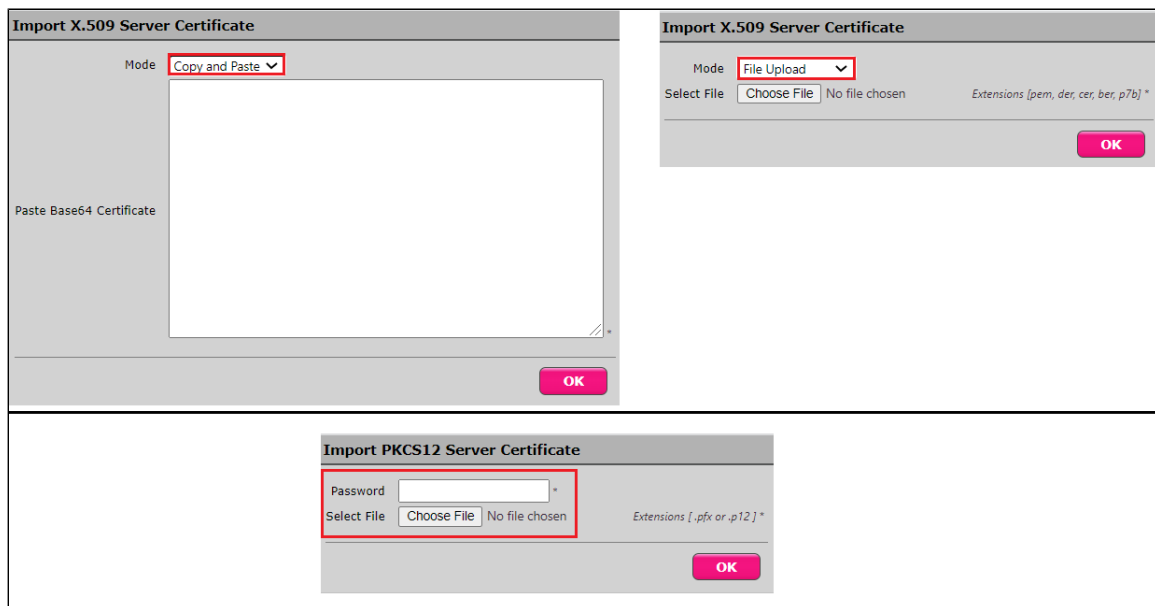 Import X.509 Server Certificate
Mode Copy and Paste
Paste Base64 Certificate
*
OK
Import X.509 Server Certificate
Mode File Upload
Select File Choose File No file chosen Extensions [pem, der, cer, ber, p7b] *
OK
Import PKCS12 Server Certificate
Password *
Select File Choose File No file chosen Extensions [ .pfx or .p12 ] *
OK